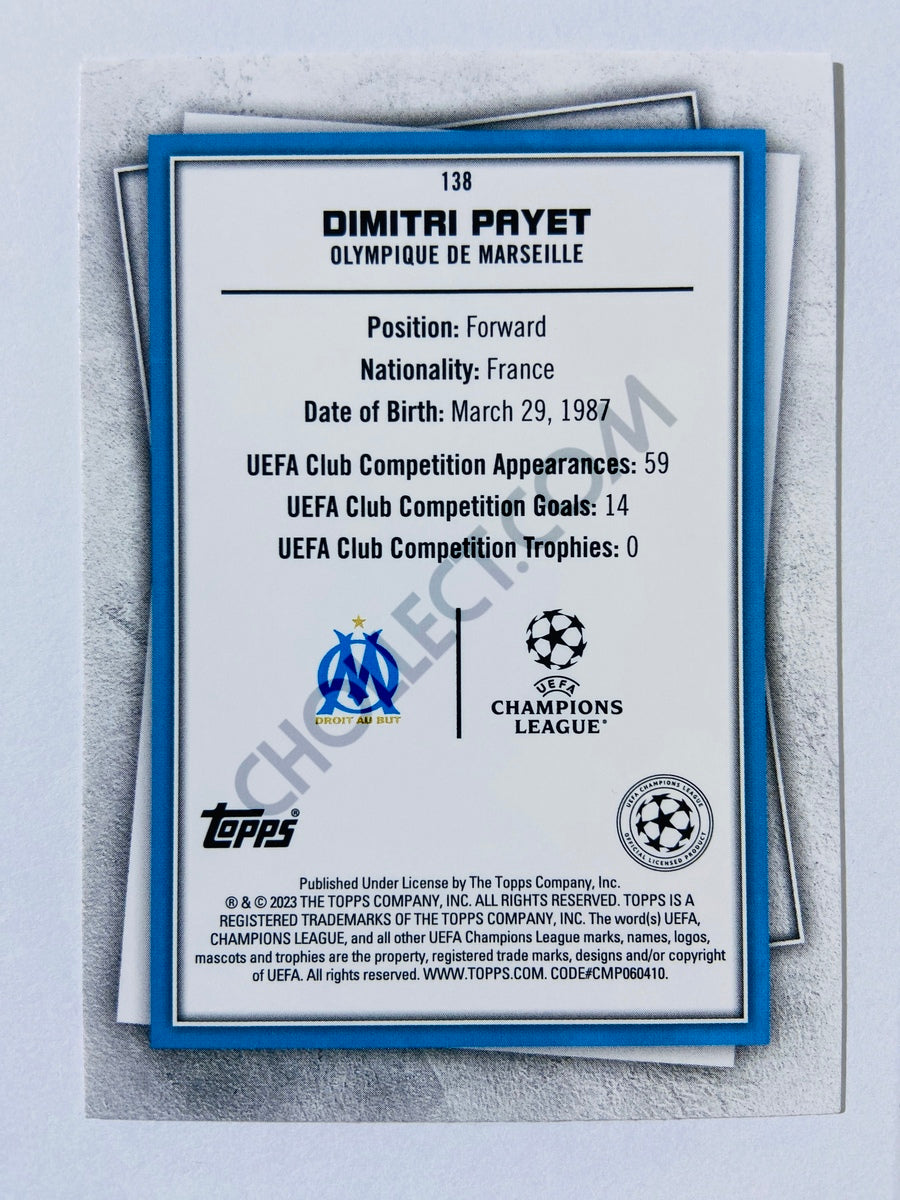 138
DIMITRI PAYET
OLYMPIQUE DE MARSEILLE
Position: Forward
Nationality: France
Date of Birth: March 29, 1987
UEFA Club Competition Appearances: 59
UEFA Club Competition Goals: 14
UEFA Club Competition Trophies: 0
DROIT AU BUT
UEFA
CHAMPIONS
LEAGUE®
Topps®
UEFA CHAMPIONS LEAGUE
OFFICIAL LICENSED PRODUCT
Published Under License by The Topps Company, Inc.
® & © 2023 THE TOPPS COMPANY, INC. ALL RIGHTS RESERVED. TOPPS IS A
REGISTERED TRADEMARKS OF THE TOPPS COMPANY, INC. The word(s) UEFA,
CHAMPIONS LEAGUE, and all other UEFA Champions League marks, names, logos,
mascots and trophies are the property, registered trade marks, designs and/or copyright
of UEFA. All rights reserved. WWW.TOPPS.COM. CODE#CMP060410.